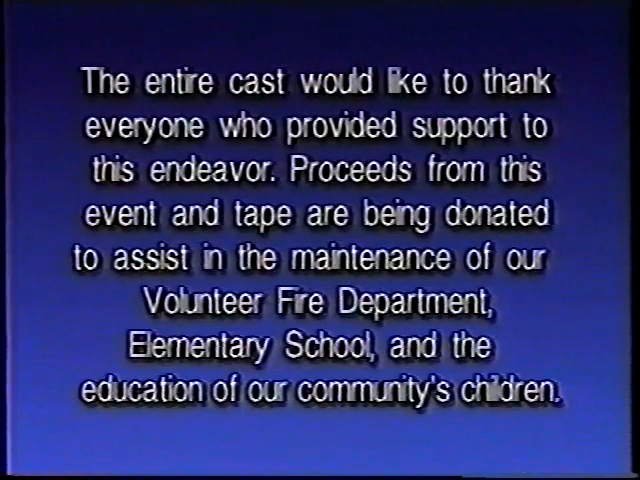 The entire cast would like to thank
everyone who provided support to
this endeavor. Proceeds from this
event and tape are being donated
to assist in the maintenance of our
Volunteer Fire Department,
Elementary School, and the
education of our community's children.